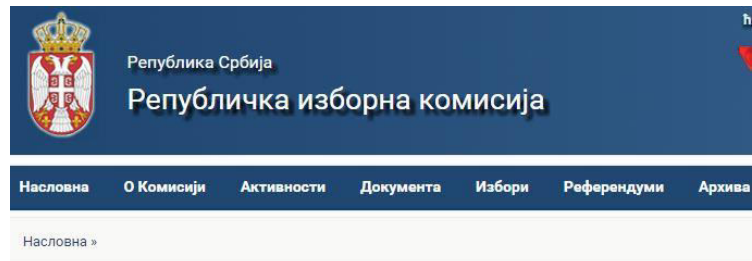 ћ
Република Србија
Републичка изборна комисија
Насловна О Комисији Активности Документа Избори Референдуми Архива
Насловна »